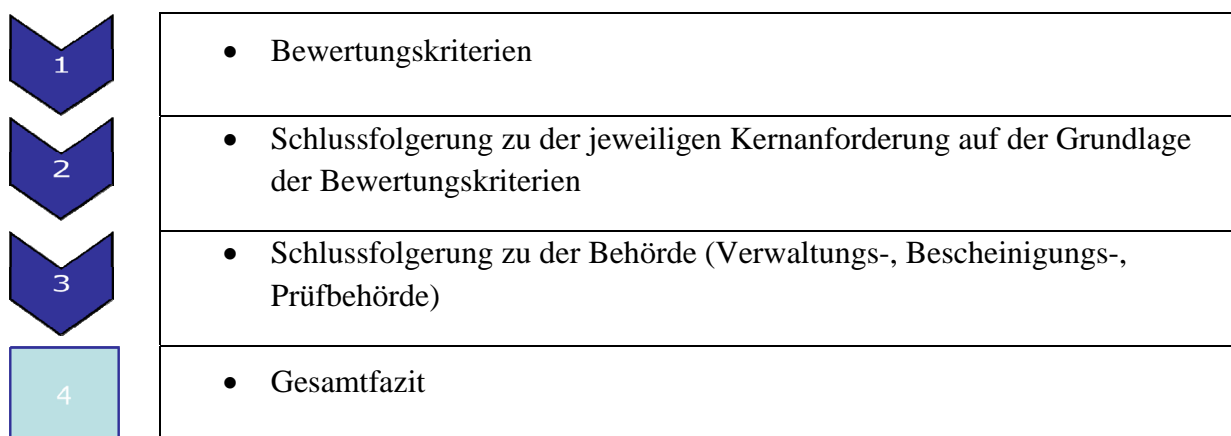 1
• Bewertungskriterien
2
• Schlussfolgerung zu der jeweiligen Kernanforderung auf der Grundlage
der Bewertungskriterien
3
• Schlussfolgerung zu der Behörde (Verwaltungs-, Bescheinigungs-,
Prüfbehörde)
4
• Gesamtfazit